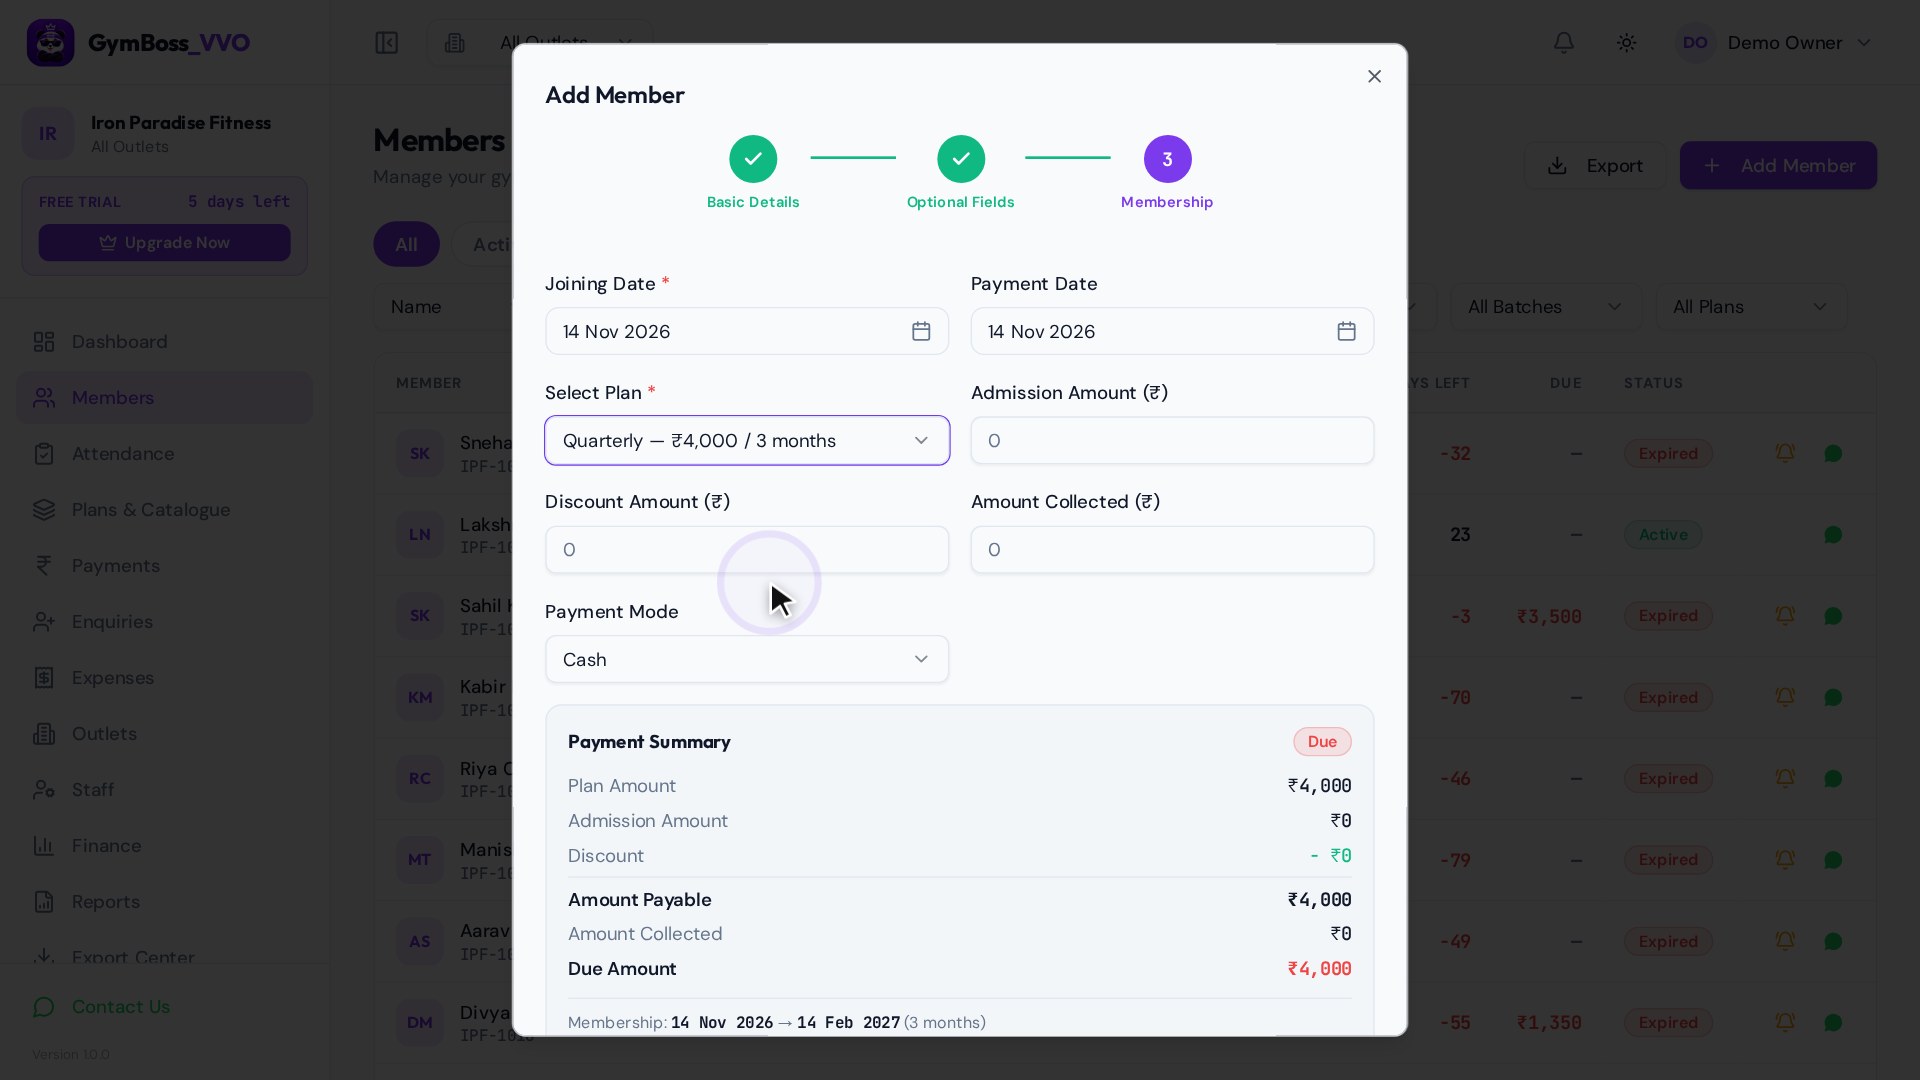 GymBoss_VVO
All Outlets
DO
Demo Owner
IR
Iron Paradise Fitness
All Outlets
FREE TRIAL
5 days left
Upgrade Now
Dashboard
Members
Attendance
Plans & Catalogue
Payments
Enquiries
Expenses
Outlets
Staff
Finance
Reports
Export Center
Contact Us
Version 1.0.0
Members
Export
Add Member
All
Name
All Batches
All Plans
MEMBER
DUE
STATUS
SK
-32
—
Expired
LN
23
—
Active
SK
Sahil
-3
₹3,500
Expired
KM
Kabir
-70
—
Expired
RC
Riya
-46
—
Expired
MT
-79
—
Expired
AS
-49
—
Expired
DM
-55
₹1,350
Expired
Add Member
3
Basic Details
Optional Fields
Membership
Joining Date *
14 Nov 2026
Payment Date
14 Nov 2026
Select Plan *
Quarterly — ₹4,000 / 3 months
Admission Amount (₹)
0
Discount Amount (₹)
0
Amount Collected (₹)
0
Payment Mode
Cash
Payment Summary
Due
Plan Amount ₹4,000
Admission Amount ₹0
Discount - ₹0
Amount Payable ₹4,000
Amount Collected ₹0
Due Amount ₹4,000
Membership: 14 Nov 2026 → 14 Feb 2027 (3 months)